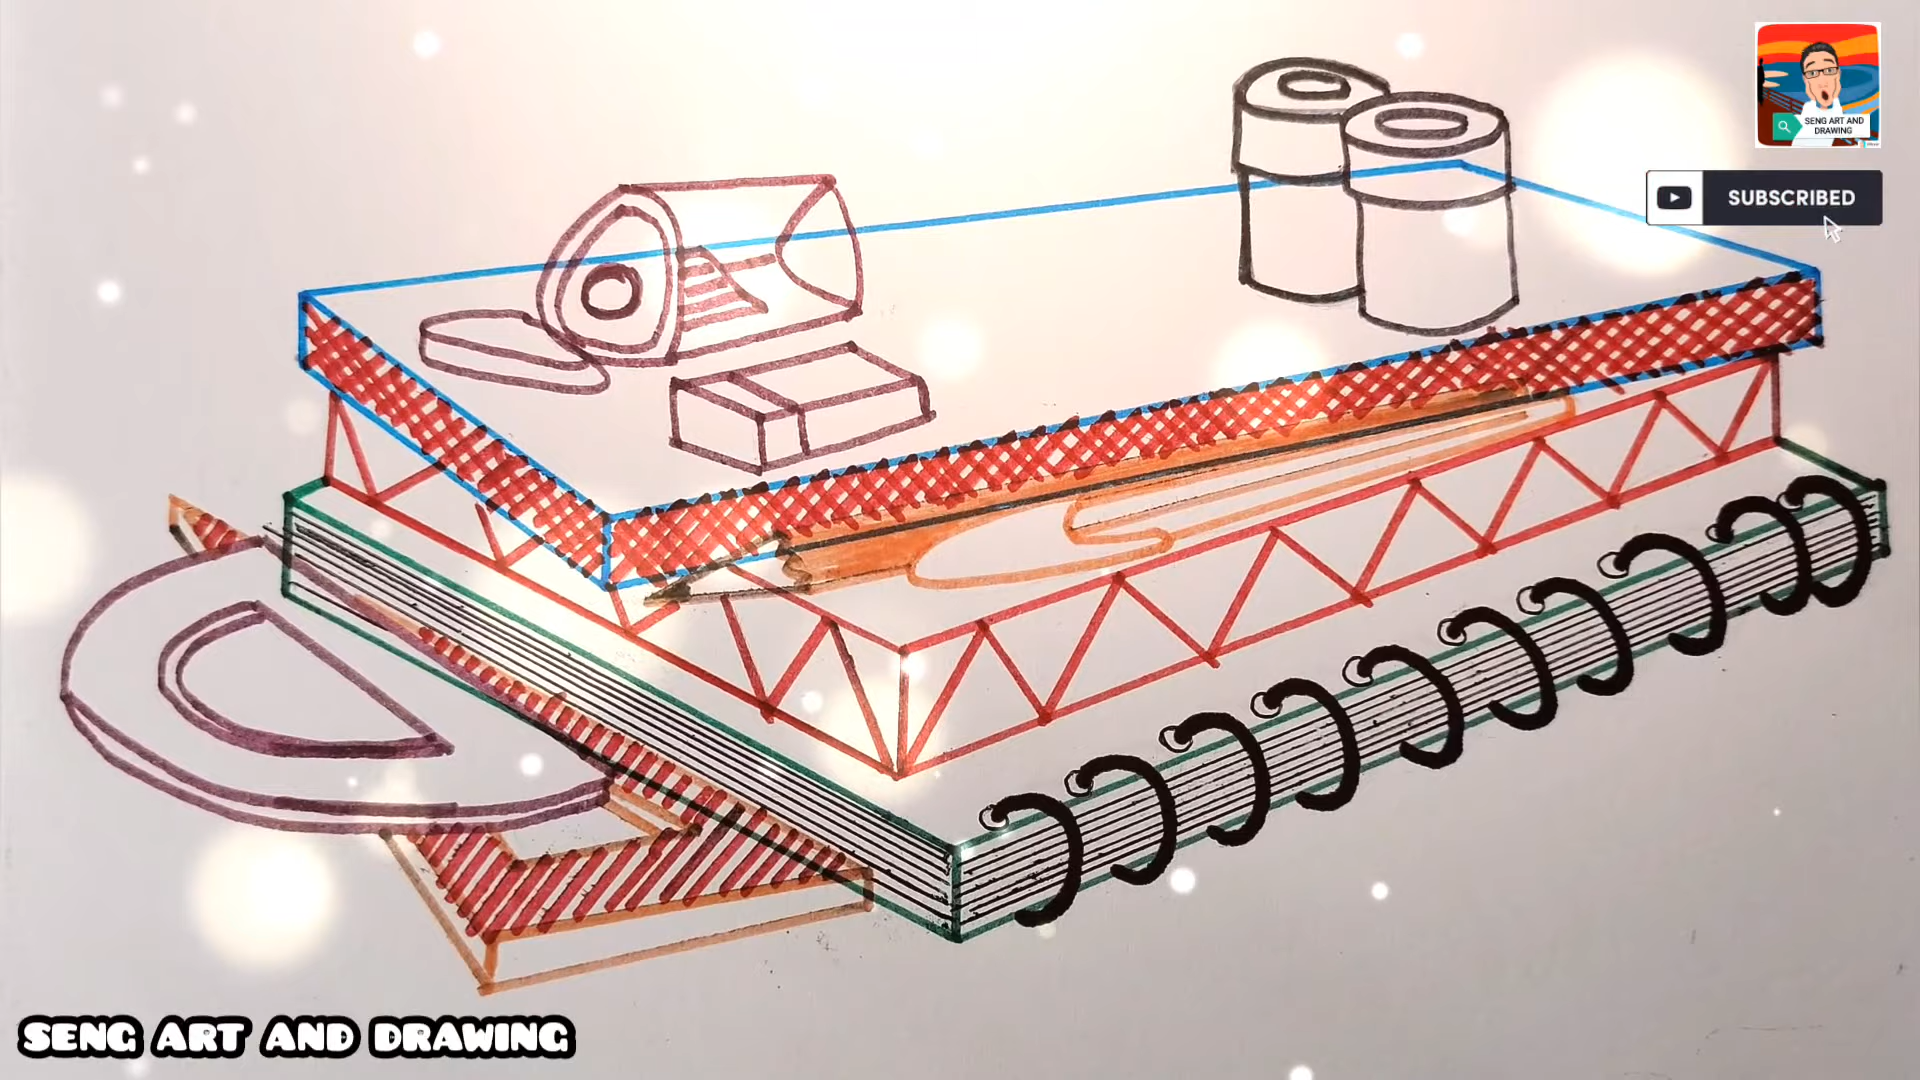 SENG ART AND
DRAWING
SUBSCRIBED
SENG ART AND DRAWING